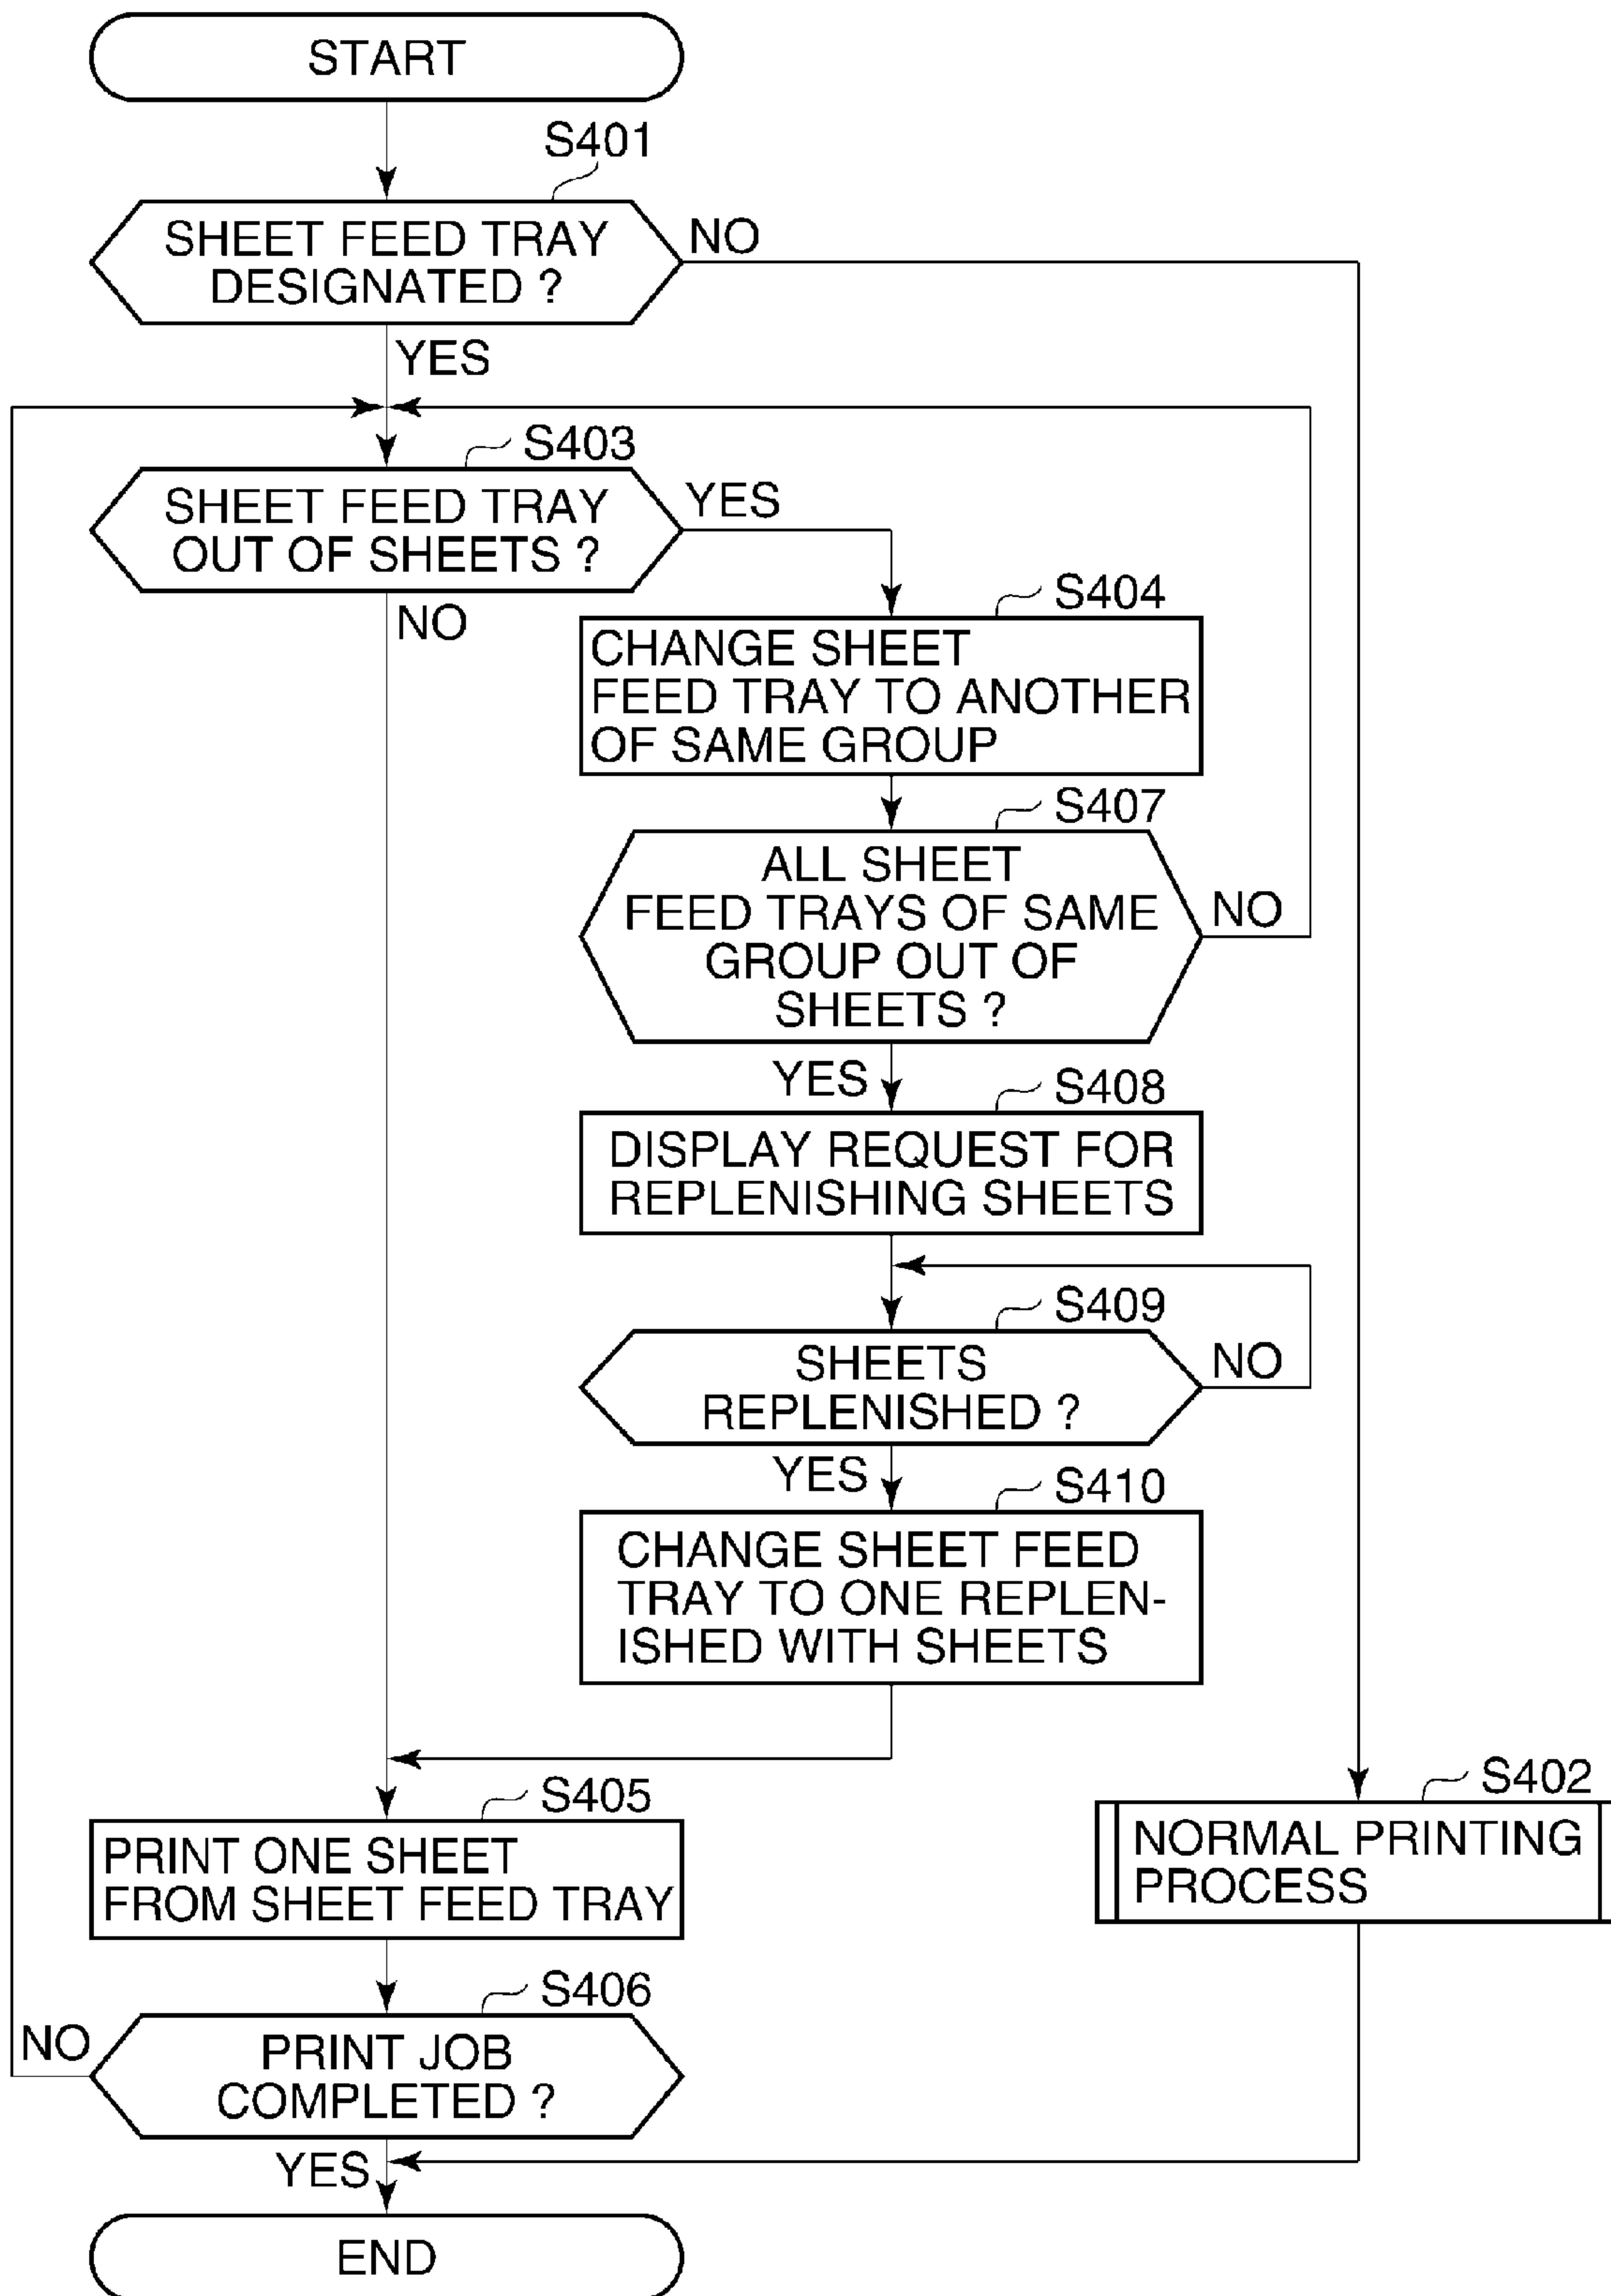 START
S401
SHEET FEED TRAY
DESIGNATED ?
NO
YES
S403
SHEET FEED TRAY
OUT OF SHEETS ?
YES
NO
S404
CHANGE SHEET
FEED TRAY TO ANOTHER
OF SAME GROUP
S407
ALL SHEET
FEED TRAYS OF SAME
GROUP OUT OF
SHEETS ?
NO
YES
S408
DISPLAY REQUEST FOR
REPLENISHING SHEETS
S409
SHEETS
REPLENISHED ?
NO
YES
S410
CHANGE SHEET FEED
TRAY TO ONE REPLEN-
ISHED WITH SHEETS
S405
PRINT ONE SHEET
FROM SHEET FEED TRAY
S402
NORMAL PRINTING
PROCESS
S406
PRINT JOB
COMPLETED ?
NO
YES
END